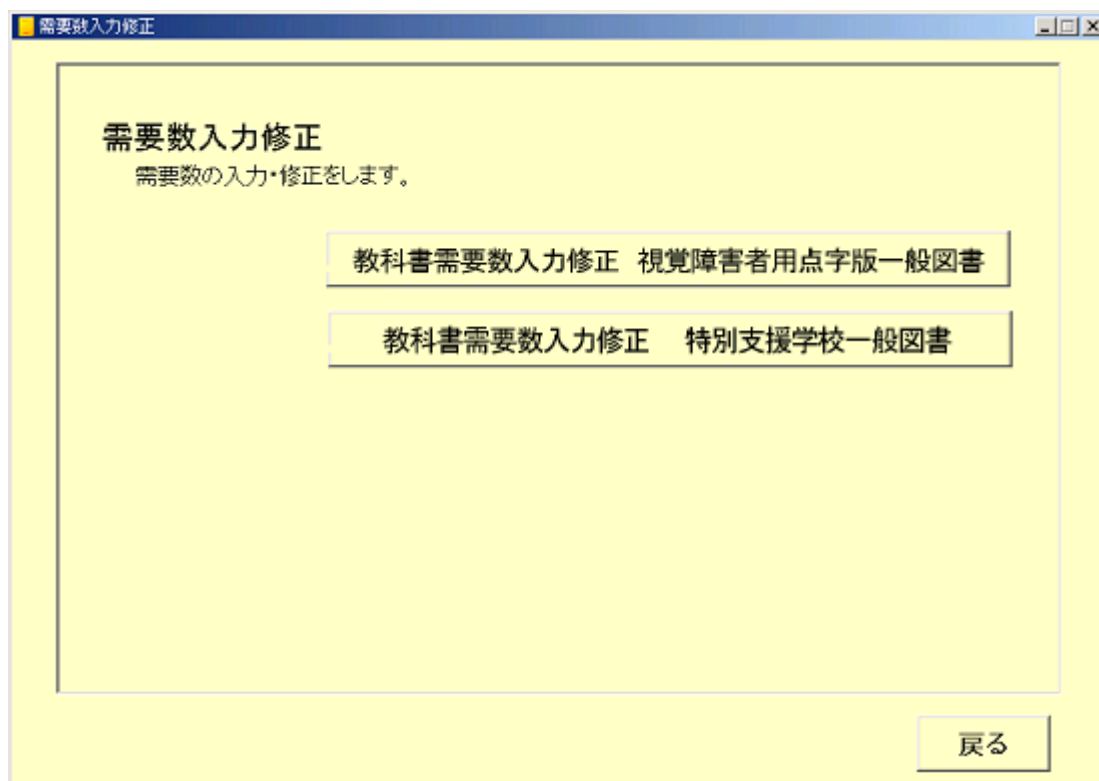 需要数入力修正
需要数入力修正
需要数の入力・修正をします。
教科書需要数入力修正 視覚障害者用点字版一般図書
教科書需要数入力修正 特別支援学校一般図書
戻る